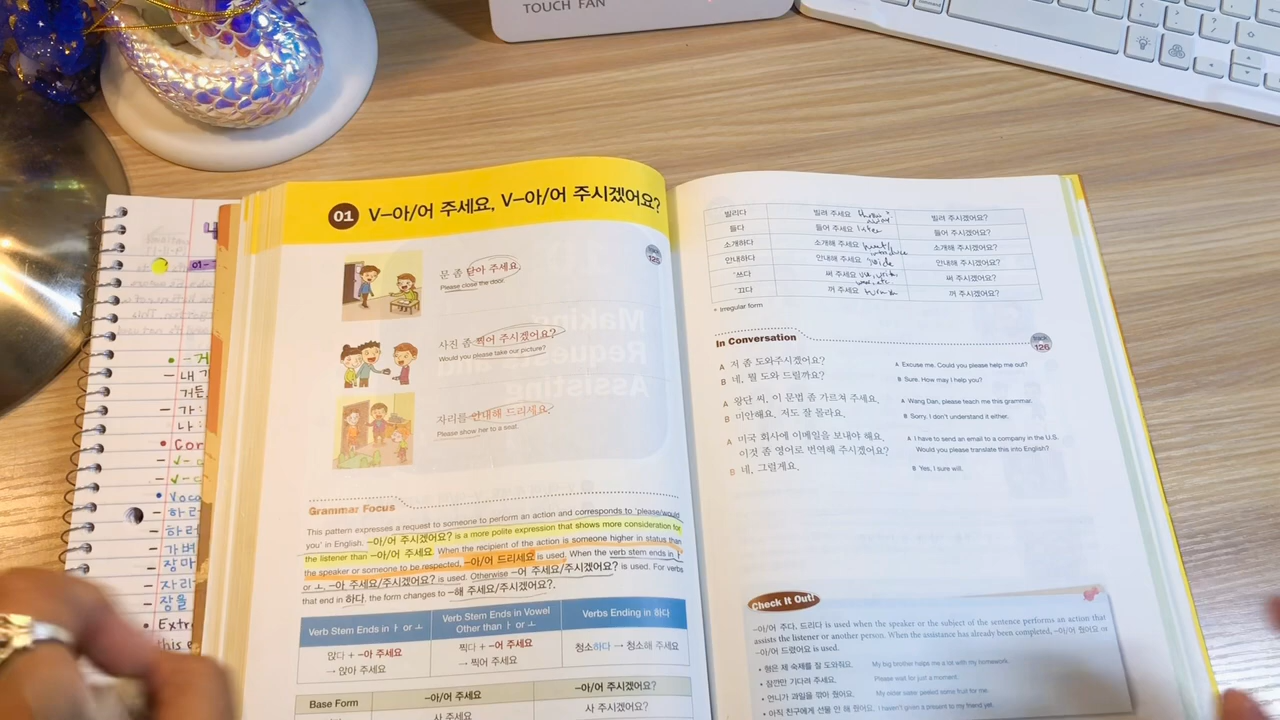 TOUCH FAN
01 V–아/어 주세요, V–아/어 주시겠어요?
TRACK 125
문 좀 닫아 주세요.
Please close the door.
사진 좀 찍어 주시겠어요?
Would you please take our picture?
자리를 안내해 드리세요.
Please show her to a seat.
Grammar Focus
This pattern expresses a request to someone to perform an action and corresponds to 'please/would
you' in English. –아/어 주시겠어요? is a more polite expression that shows more consideration for
the listener than –아/어 주세요. When the recipient of the action is someone higher in status than
the speaker or someone to be respected, –아/어 드리세요 is used. When the verb stem ends in ㅏ
or ㅗ, –아 주세요/주시겠어요? is used. Otherwise –어 주세요/주시겠어요? is used. For verbs
that end in 하다, the form changes to –해 주세요/주시겠어요?.
Verb Stem Ends in ㅏ or ㅗ
Verb Stem Ends in Vowel Other than ㅏ or ㅗ
Verbs Ending in 하다
앉다 + –아 주세요
→ 앉아 주세요
찍다 + –어 주세요
→ 찍어 주세요
청소하다 → 청소해 주세요
Base Form –아/어 주세요 –아/어 주시겠어요?
사 주세요 사 주시겠어요?
빌리다 빌려 주세요 빌려 주시겠어요?
들다 들어 주세요 들어 주시겠어요?
소개하다 소개해 주세요 introduce 소개해 주시겠어요?
안내하다 안내해 주세요 guide 안내해 주시겠어요?
*쓰다 써 주세요 써 주시겠어요?
*끄다 꺼 주세요 꺼 주시겠어요?
* Irregular form
In Conversation
TRACK 126
A 저 좀 도와주시겠어요?
B 네, 뭘 도와 드릴까요?
A 왕단 씨, 이 문법 좀 가르쳐 주세요.
B 미안해요. 저도 잘 몰라요.
A 미국 회사에 이메일을 보내야 해요.
이것 좀 영어로 번역해 주시겠어요?
B 네, 그럴게요.
A Excuse me. Could you please help me out?
B Sure. How may I help you?
A Wang Dan, please teach me this grammar.
B Sorry. I don't understand it either.
A I have to send an email to a company in the U.S.
Would you please translate this into English?
B Yes, I sure will.
Check It Out!
–아/어 주다, 드리다 is used when the speaker or the subject of the sentence performs an action that
assists the listener or another person. When the assistance has already been completed, –아/어 줬어요 or
–아/어 드렸어요 is used.
• 형은 제 숙제를 잘 도와줘요. My big brother helps me a lot with my homework.
• 잠깐만 기다려 주세요. Please wait for just a moment.
• 언니가 과일을 깎아 줬어요. My older sister peeled some fruit for me.
• 아직 친구에게 선물 안 해 줬어요. I haven't given a present to my friend yet.